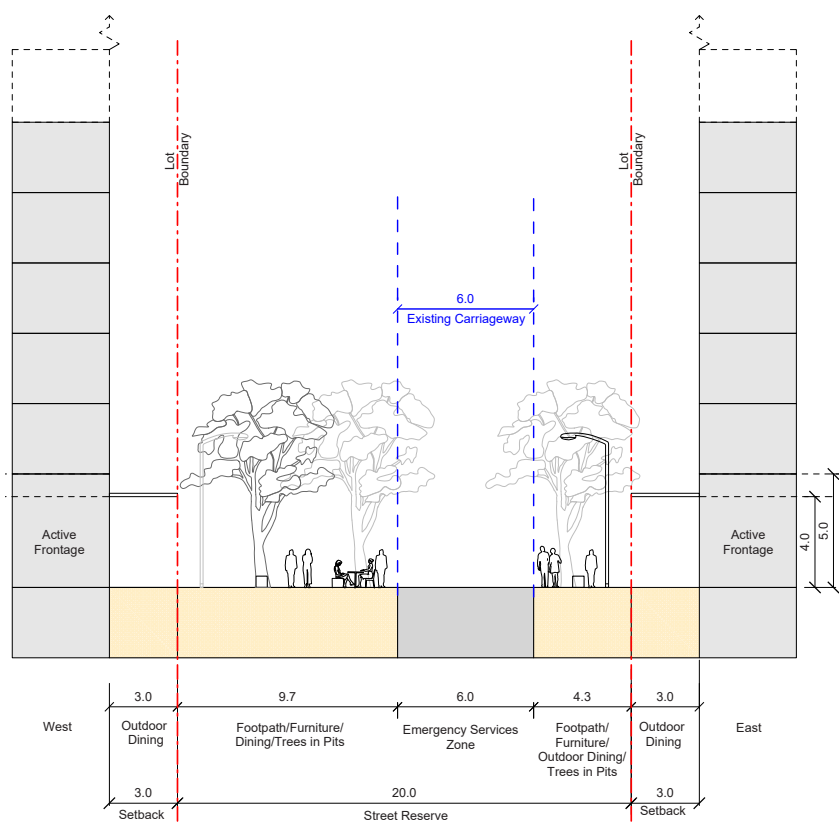 Lot
Boundary
Lot
Boundary
6.0
Existing Carriageway
Active
Frontage
Active
Frontage
4.0
5.0
3.0
9.7
6.0
4.3
3.0
West
Outdoor
Dining
Footpath/Furniture/
Dining/Trees in Pits
Emergency Services
Zone
Footpath/
Furniture/
Outdoor Dining/
Trees in Pits
Outdoor
Dining
East
3.0
20.0
3.0
Setback
Street Reserve
Setback